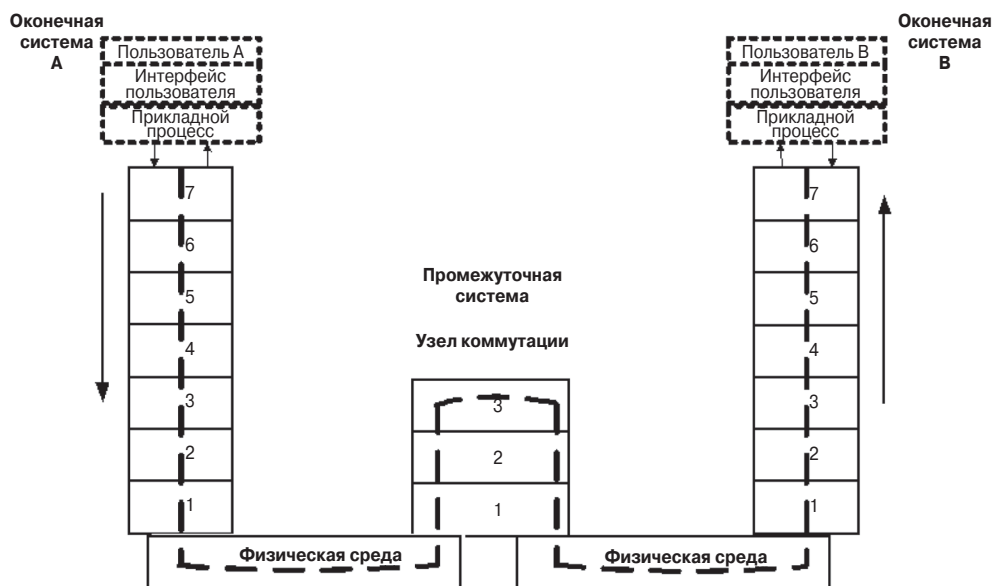 Оконечная
система
А
Пользователь А
Интерфейс
пользователя
Прикладной
процесс
7
6
5
4
3
2
1
Промежуточная
система
Узел коммутации
3
2
1
Оконечная
система
В
Пользователь В
Интерфейс
пользователя
Прикладной
процесс
7
6
5
4
3
2
1
Физическая среда
Физическая среда